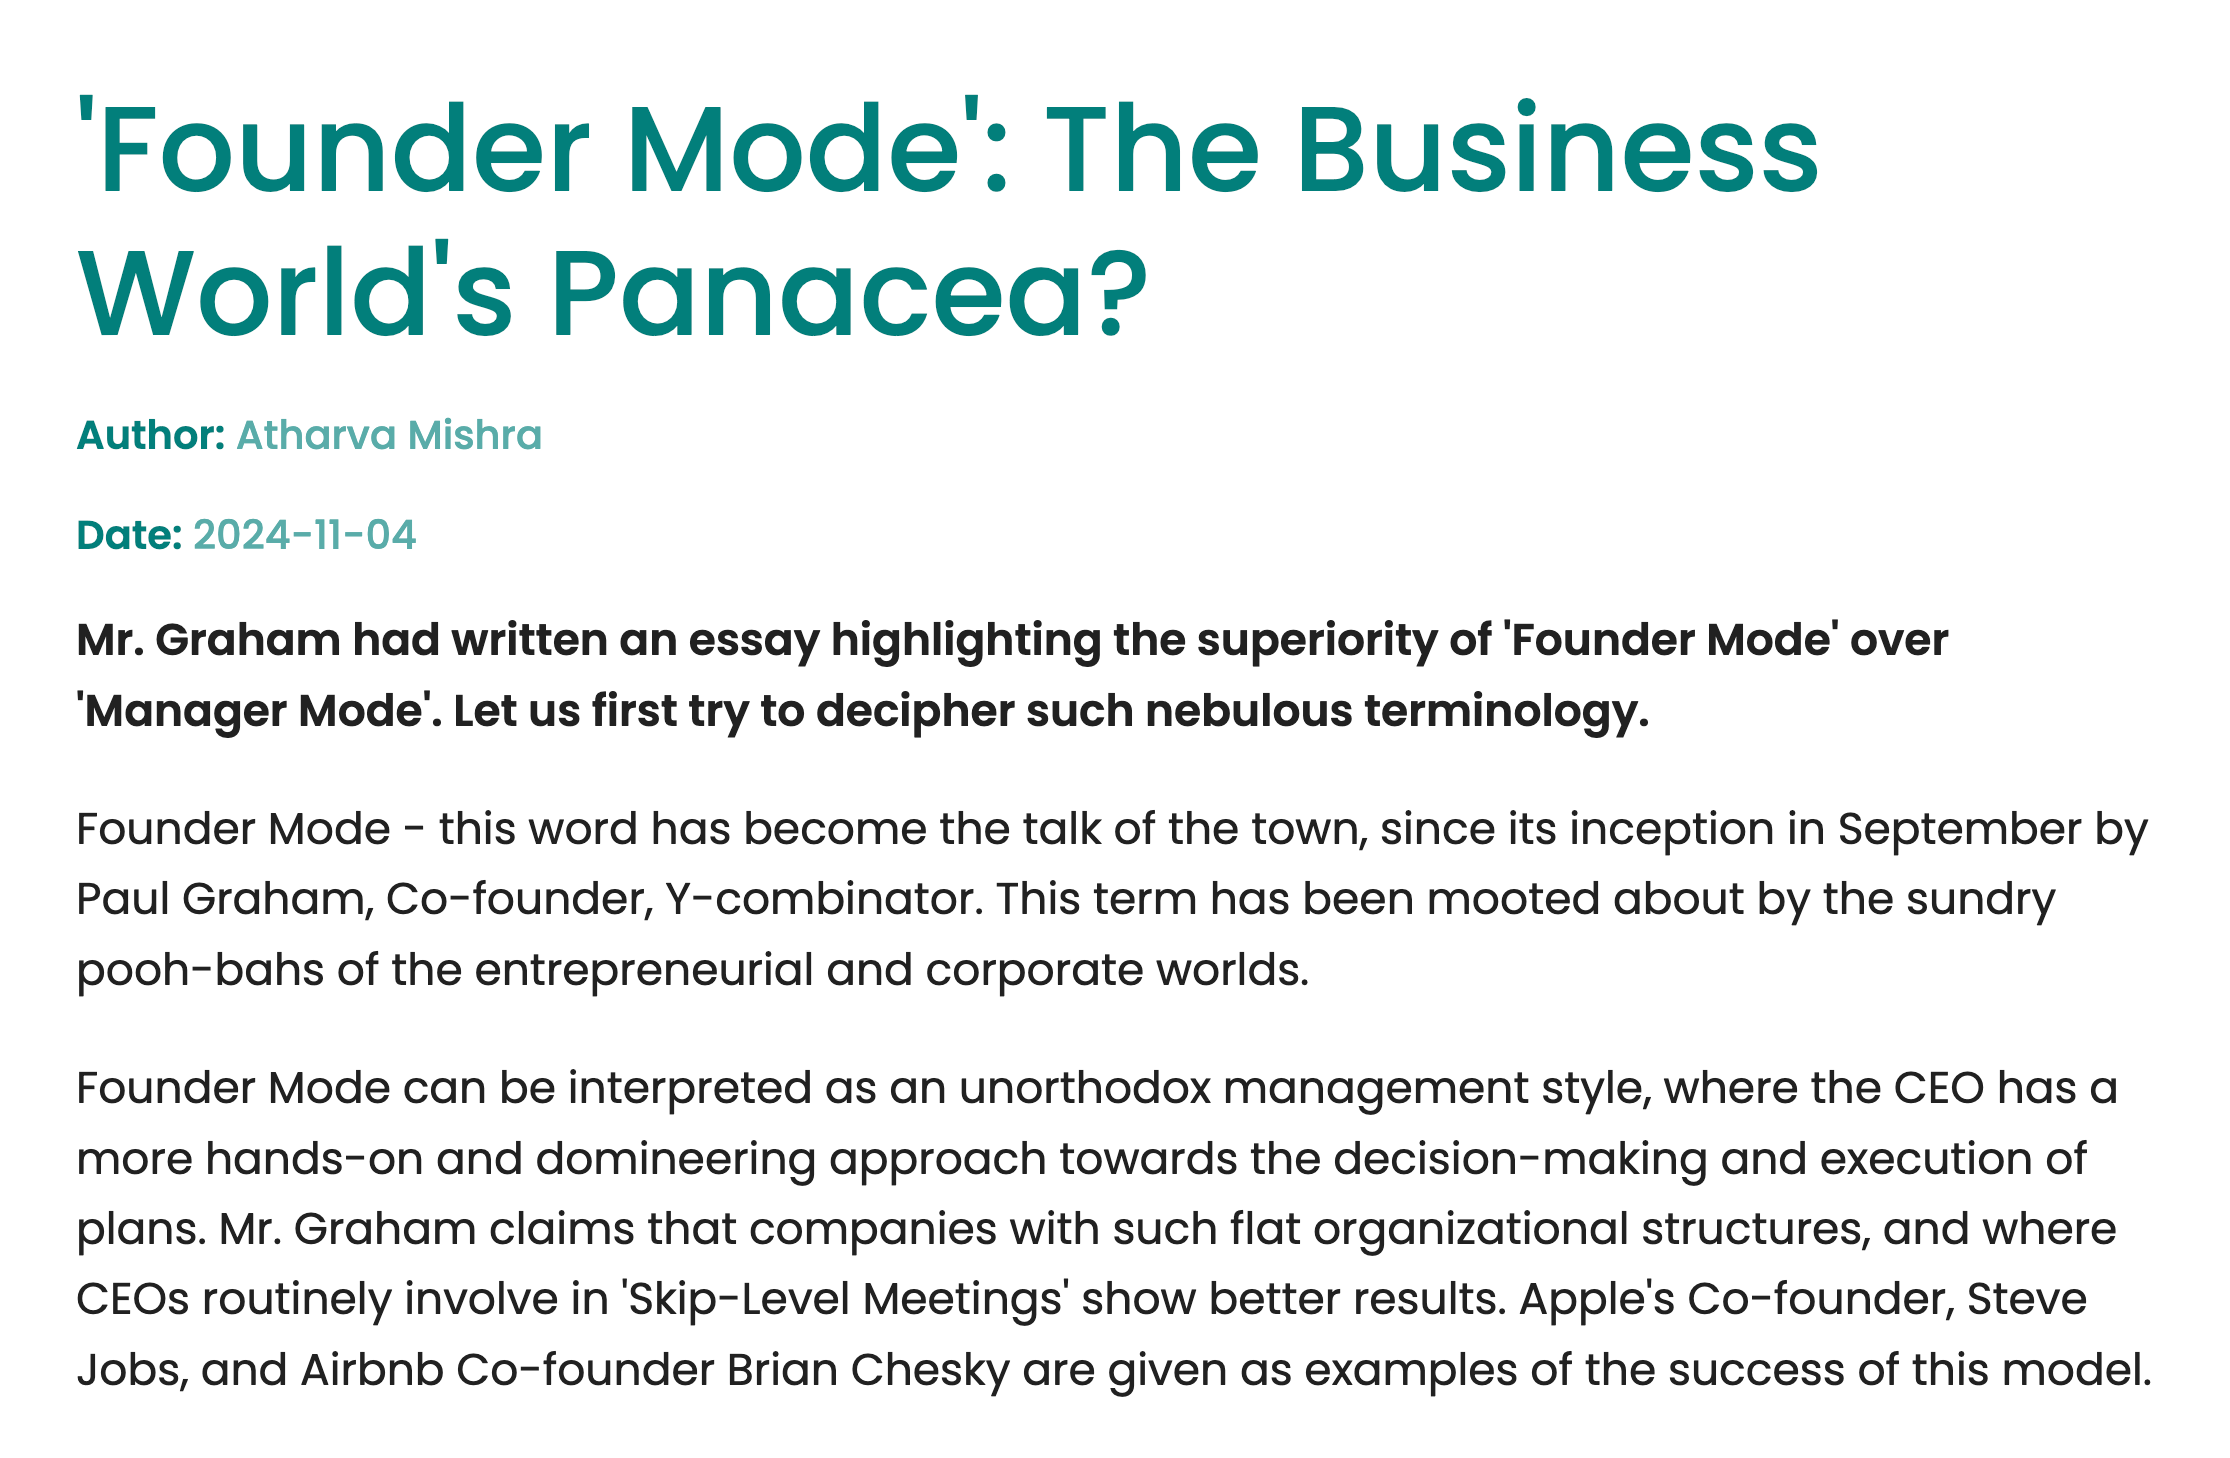 'Founder Mode': The Business
World's Panacea?
Author: Atharva Mishra
Date: 2024-11-04
Mr. Graham had written an essay highlighting the superiority of 'Founder Mode' over
'Manager Mode'. Let us first try to decipher such nebulous terminology.
Founder Mode - this word has become the talk of the town, since its inception in September by
Paul Graham, Co-founder, Y-combinator. This term has been mooted about by the sundry
pooh-bahs of the entrepreneurial and corporate worlds.
Founder Mode can be interpreted as an unorthodox management style, where the CEO has a
more hands-on and domineering approach towards the decision-making and execution of
plans. Mr. Graham claims that companies with such flat organizational structures, and where
CEOs routinely involve in 'Skip-Level Meetings' show better results. Apple's Co-founder, Steve
Jobs, and Airbnb Co-founder Brian Chesky are given as examples of the success of this model.